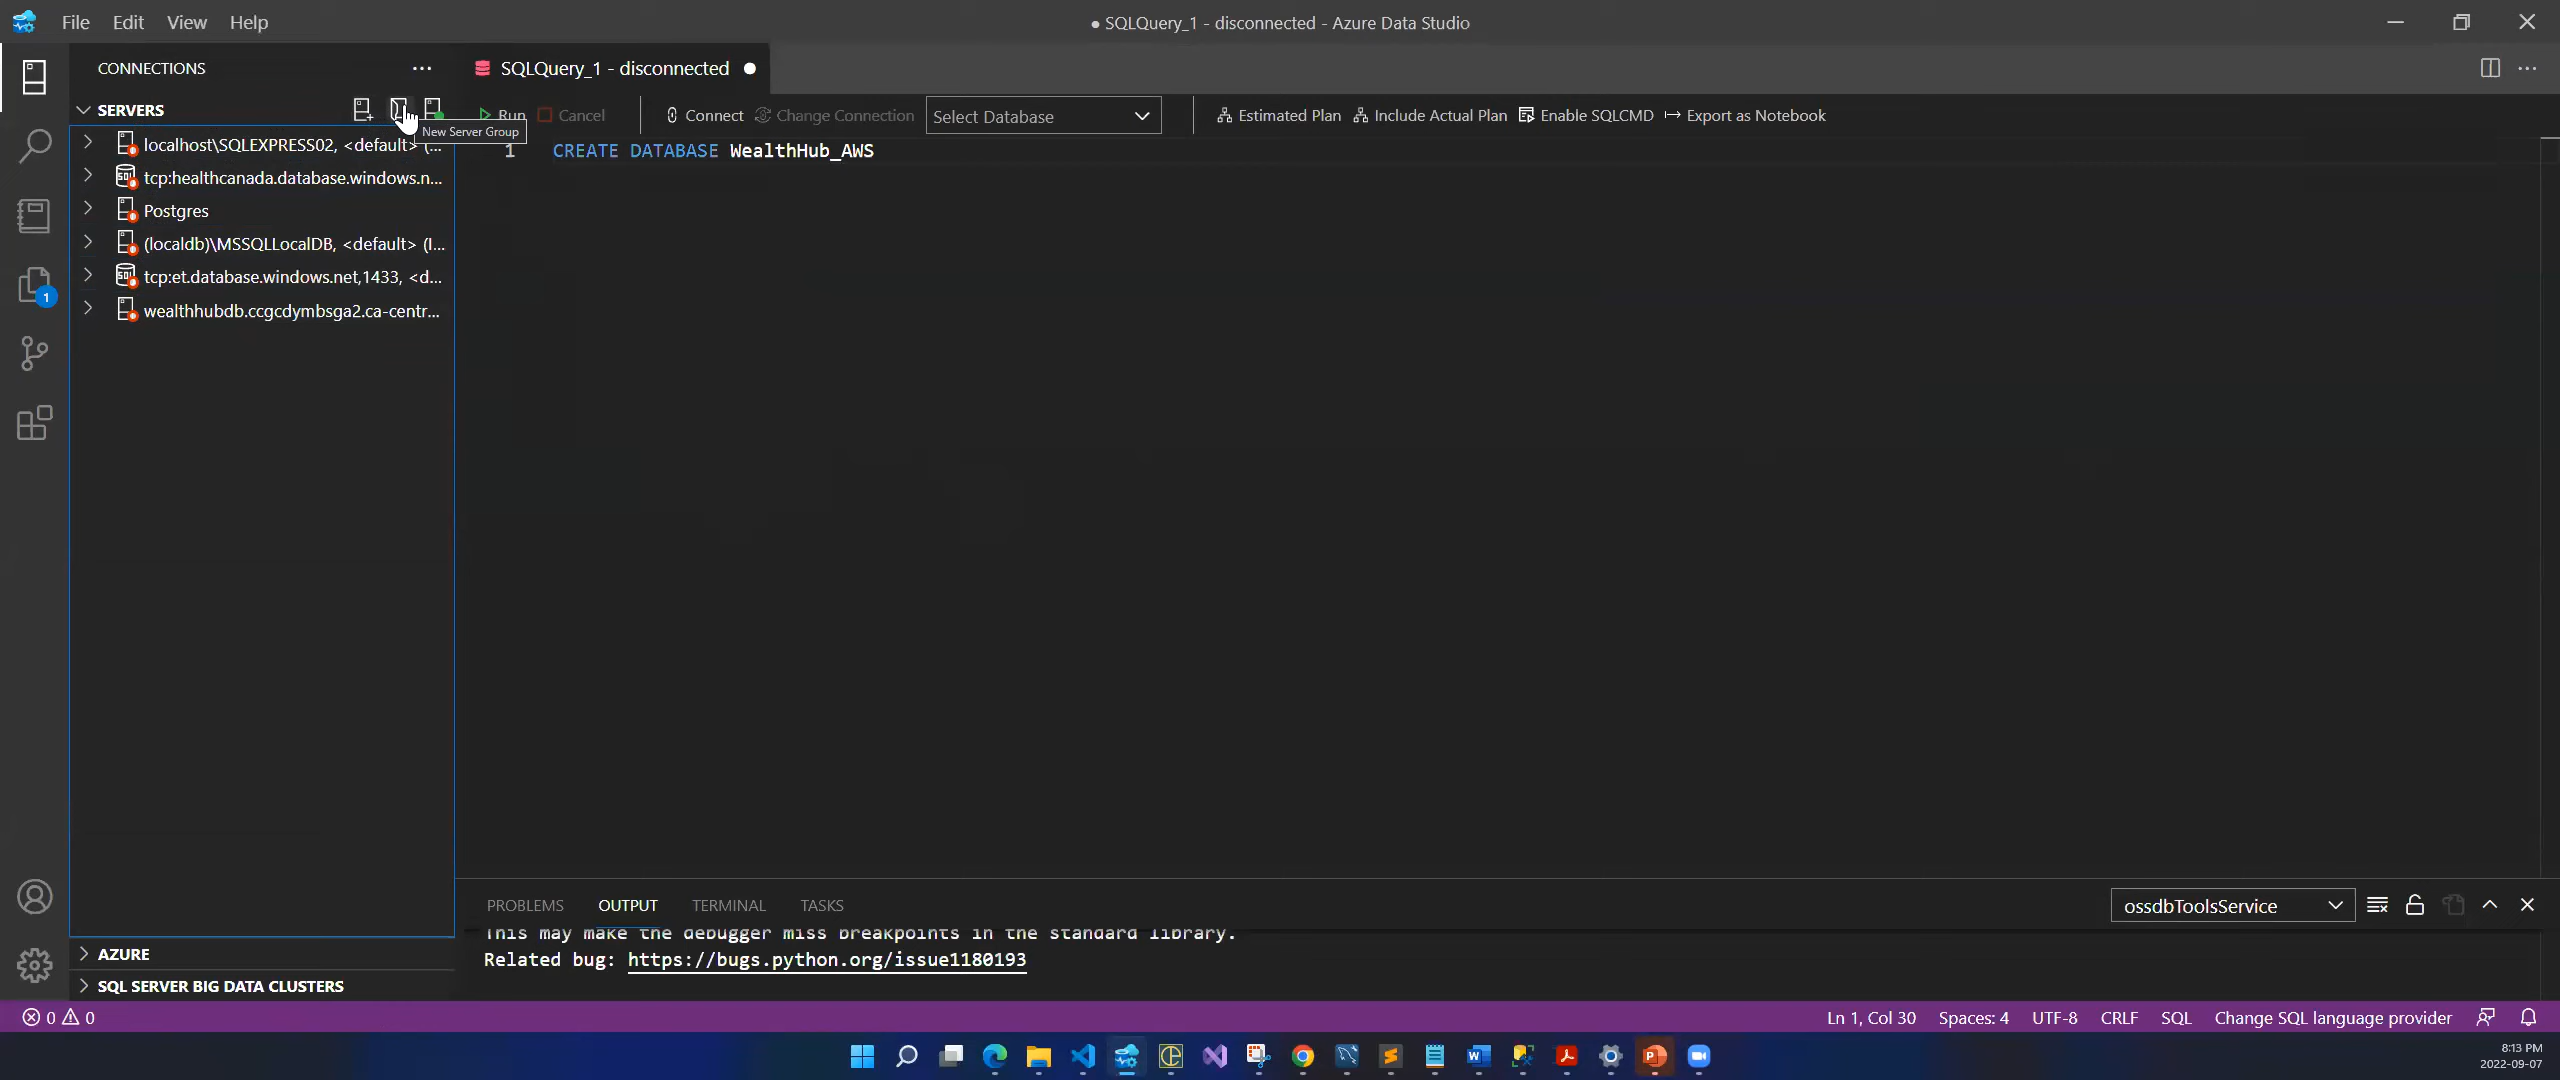 File Edit View Help
● SQLQuery_1 - disconnected - Azure Data Studio
CONNECTIONS
SQLQuery_1 - disconnected
SERVERS
Run Cancel Connect Change Connection Select Database Estimated Plan Include Actual Plan Enable SQLCMD Export as Notebook
New Server Group
1 CREATE DATABASE WealthHub_AWS
localhost\SQLEXPRESS02, <default> (...
tcp:healthcanada.database.windows.n...
Postgres
(localdb)\MSSQLLocalDB, <default> (I...
tcp:et.database.windows.net,1433, <d...
wealthhubdb.ccgcdymbsga2.ca-centr...
1
PROBLEMS OUTPUT TERMINAL TASKS
ossdbToolsService
This may make the debugger miss breakpoints in the standard library.
Related bug: https://bugs.python.org/issue1180193
AZURE
SQL SERVER BIG DATA CLUSTERS
0 0
Ln 1, Col 30 Spaces: 4 UTF-8 CRLF SQL Change SQL language provider
8:13 PM
2022-09-07